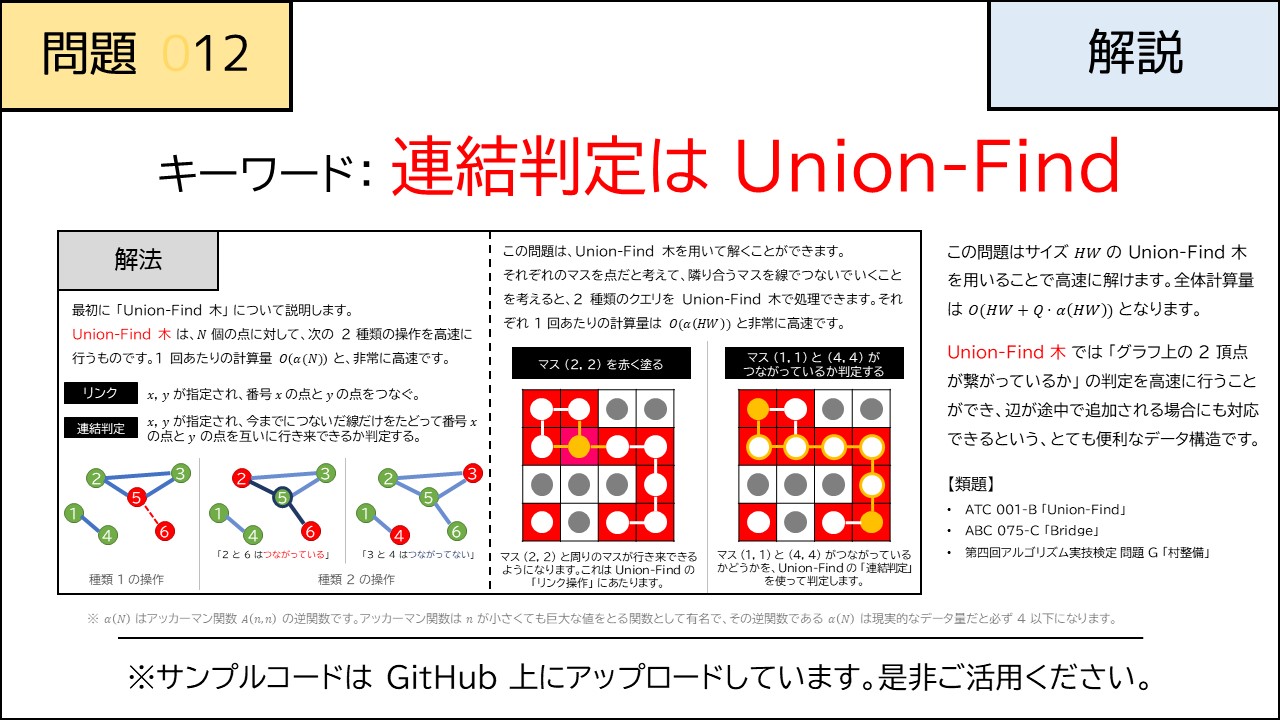 問題 012
解説
キーワード: 連結判定は Union-Find
解法
最初に 「Union-Find 木」 について説明します。
Union-Find 木 は、N 個の点に対して、次の 2 種類の操作を高速に
行うものです。1 回あたりの計算量 O(α(N)) と、非常に高速です。
リンク
x, y が指定され、番号 x の点と y の点をつなぐ。
連結判定
x, y が指定され、今までにつないだ線だけをたどって番号 x
の点と y の点を互いに行き来できるか判定する。
2
3
5
1
4
6
2
3
5
1
4
6
2
3
5
1
4
6
「2 と 6 はつながっている」
「3 と 4 はつながってない」
種類 1 の操作
種類 2 の操作
この問題は、Union-Find 木を用いて解くことができます。
それぞれのマスを点だと考えて、隣り合うマスを線でつないでいくこと
を考えると、2 種類のクエリを Union-Find 木で処理できます。それ
ぞれ 1 回あたりの計算量は O(α(HW)) と非常に高速です。
マス (2, 2) を赤く塗る
マス (2, 2) と周りのマスが行き来できる
ようになります。これは Union-Find の
「リンク操作」 にあたります。
マス (1, 1) と (4, 4) が
つながっているか判定する
マス (1, 1) と (4, 4) がつながっている
かどうかを、Union-Find の 「連結判定」
を使って判定します。
この問題はサイズ HW の Union-Find 木
を用いることで高速に解けます。全体計算量
は O(HW + Q · α(HW)) となります。
Union-Find 木 では 「グラフ上の 2 頂点
が繋がっているか」 の判定を高速に行うこと
ができ、辺が途中で追加される場合にも対応
できるという、とても便利なデータ構造です。
【類題】
• ATC 001-B 「Union-Find」
• ABC 075-C 「Bridge」
• 第四回アルゴリズム実技検定 問題 G 「村整備」
※ α(N) はアッカーマン関数 A(n, n) の逆関数です。アッカーマン関数は n が小さくても巨大な値をとる関数として有名で、その逆関数である α(N) は現実的なデータ量だと必ず 4 以下になります。
※サンプルコードは GitHub 上にアップロードしています。是非ご活用ください。